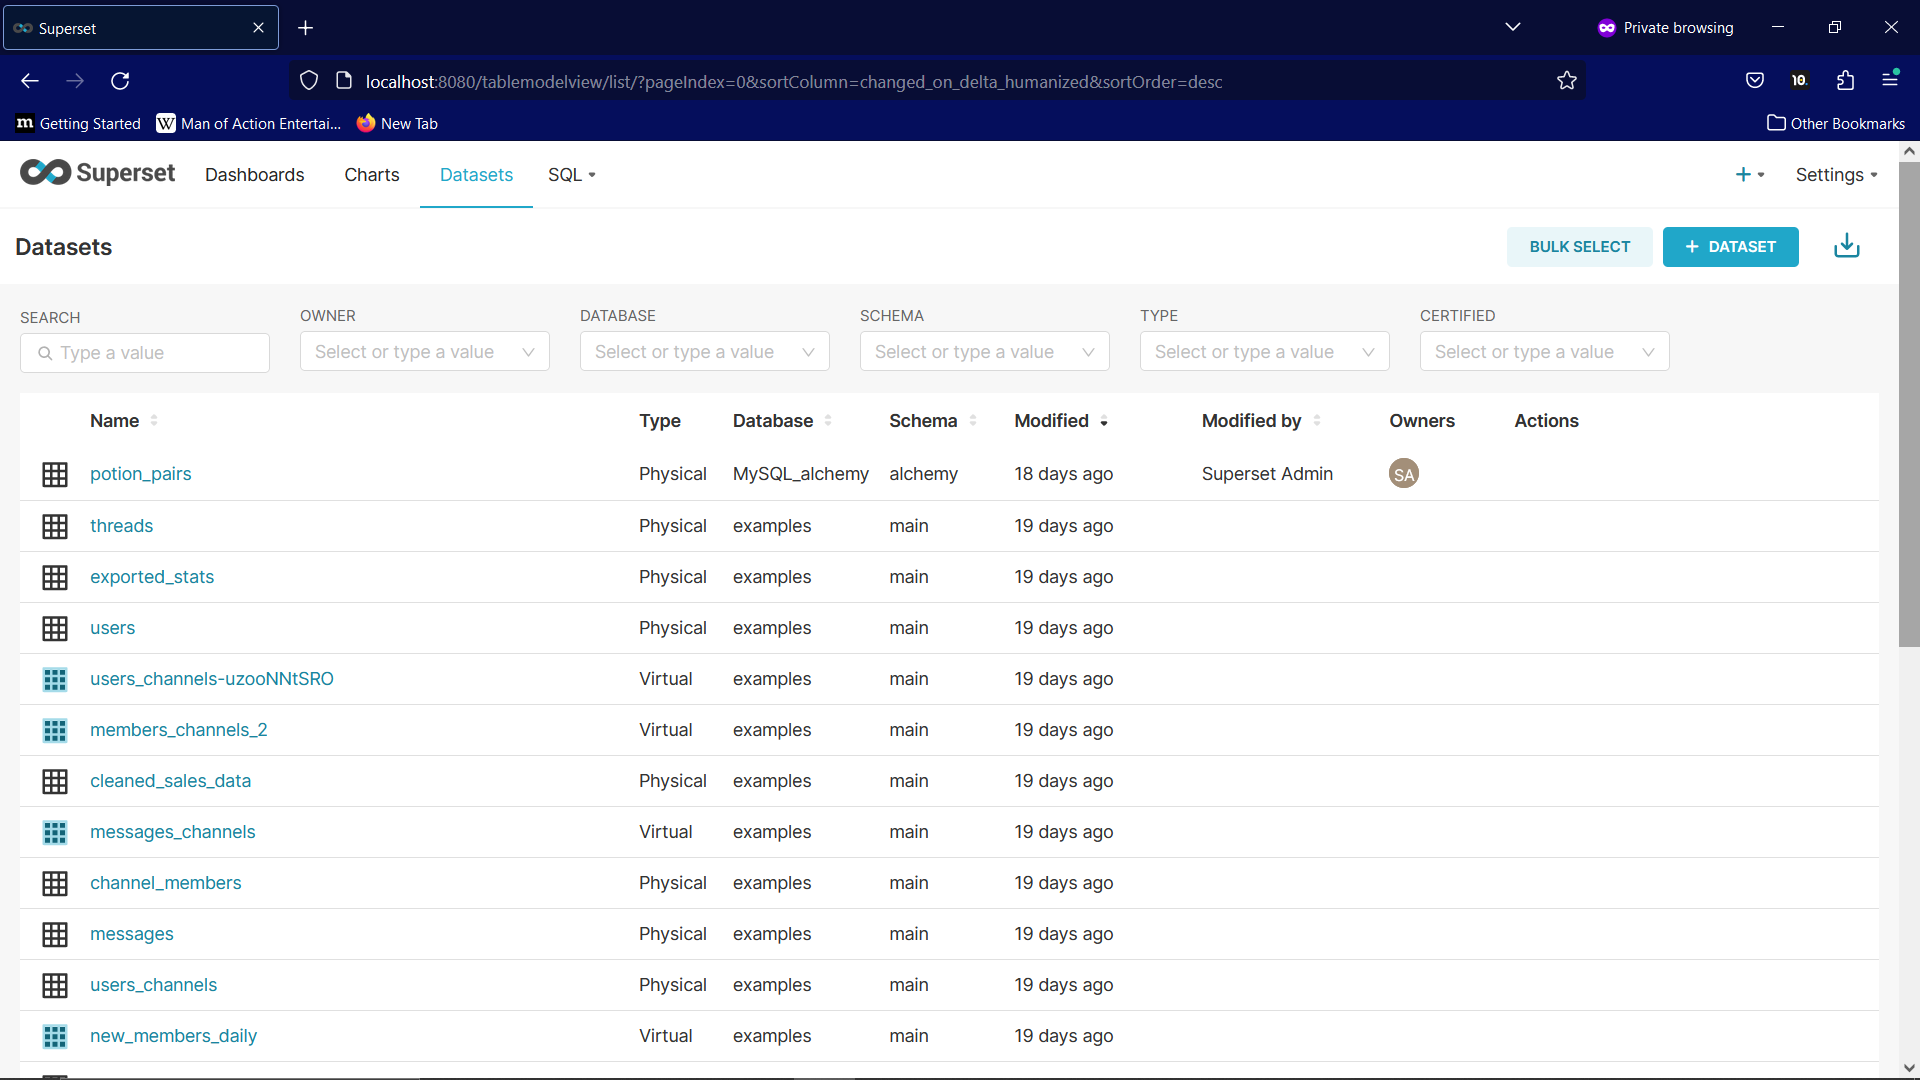 Superset
Private browsing
localhost:8080/tablemodelview/list/?pageIndex=0&sortColumn=changed_on_delta_humanized&sortOrder=desc
10.
m Getting Started W Man of Action Entertai... New Tab Other Bookmarks
Superset Dashboards Charts Datasets SQL + Settings
Datasets BULK SELECT + DATASET
SEARCH OWNER DATABASE SCHEMA TYPE CERTIFIED
Type a value Select or type a value Select or type a value Select or type a value Select or type a value Select or type a value
Name Type Database Schema Modified Modified by Owners Actions
potion_pairs Physical MySQL_alchemy alchemy 18 days ago Superset Admin SA
threads Physical examples main 19 days ago
exported_stats Physical examples main 19 days ago
users Physical examples main 19 days ago
users_channels-uzooNNtSRO Virtual examples main 19 days ago
members_channels_2 Virtual examples main 19 days ago
cleaned_sales_data Physical examples main 19 days ago
messages_channels Virtual examples main 19 days ago
channel_members Physical examples main 19 days ago
messages Physical examples main 19 days ago
users_channels Physical examples main 19 days ago
new_members_daily Virtual examples main 19 days ago